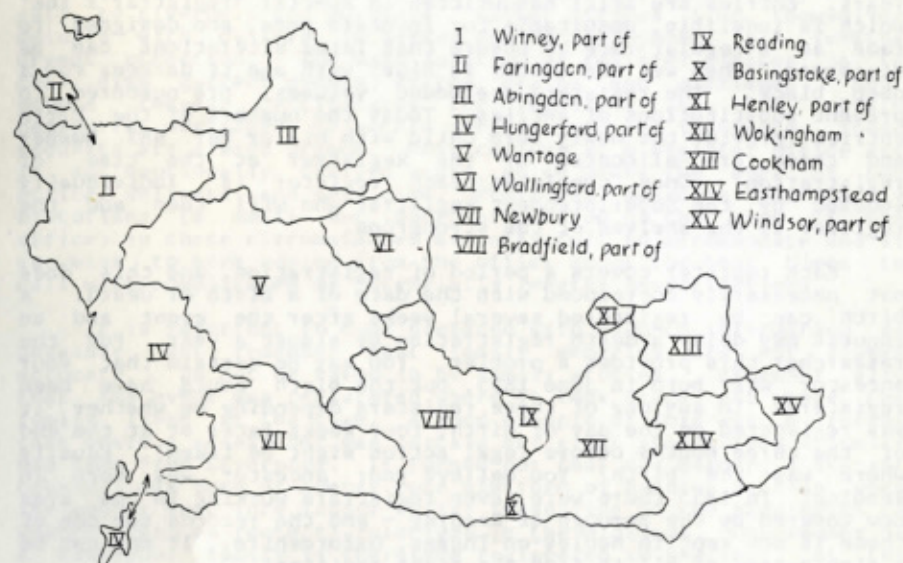 I Witney, part of
II Faringdon, part of
III Abingdon, part of
IV Hungerford, part of
V Wantage
VI Wallingford, part of
VII Newbury
VIII Bradfield, part of
IX Reading
X Basingstoke, part of
XI Henley, part of
XII Wokingham
XIII Cookham
XIV Easthampstead
XV Windsor, part of
I
II
III
II
VI
V
IV
XI
XIII
IX
XV
VII
VIII
XII
XIV
X
IV